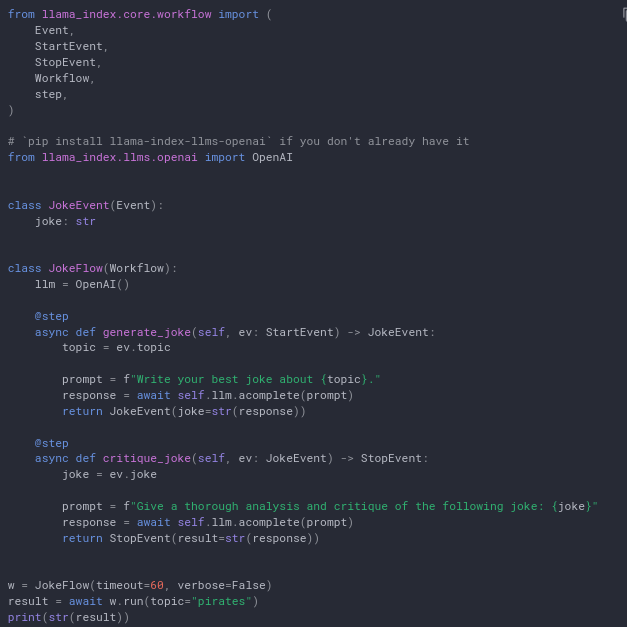 from llama_index.core.workflow import (
    Event,
    StartEvent,
    StopEvent,
    Workflow,
    step,
)

# `pip install llama-index-llms-openai` if you don't already have it
from llama_index.llms.openai import OpenAI


class JokeEvent(Event):
    joke: str


class JokeFlow(Workflow):
    llm = OpenAI()

    @step
    async def generate_joke(self, ev: StartEvent) -> JokeEvent:
        topic = ev.topic

        prompt = f"Write your best joke about {topic}."
        response = await self.llm.acomplete(prompt)
        return JokeEvent(joke=str(response))

    @step
    async def critique_joke(self, ev: JokeEvent) -> StopEvent:
        joke = ev.joke

        prompt = f"Give a thorough analysis and critique of the following joke: {joke}"
        response = await self.llm.acomplete(prompt)
        return StopEvent(result=str(response))


w = JokeFlow(timeout=60, verbose=False)
result = await w.run(topic="pirates")
print(str(result))